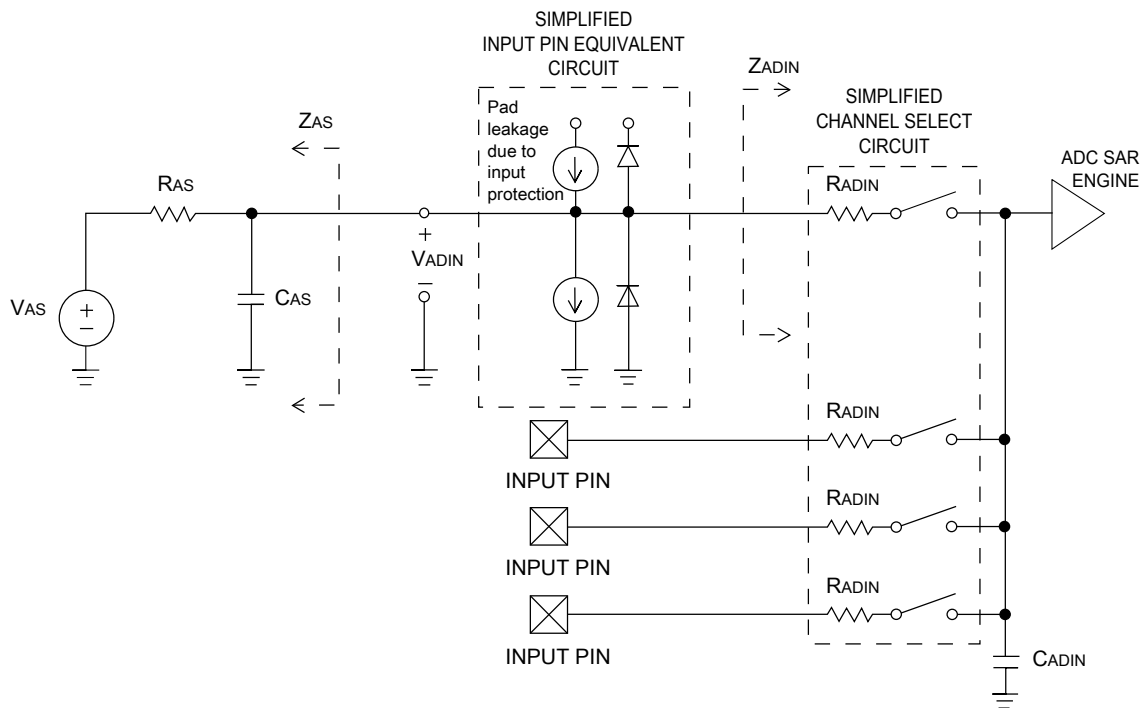 SIMPLIFIED
INPUT PIN EQUIVALENT
CIRCUIT
Pad
leakage
due to
input
protection
ZAS
ZADIN
SIMPLIFIED
CHANNEL SELECT
CIRCUIT
ADC SAR
ENGINE
RAS
RADIN
+
VADIN
–
VAS
+
–
CAS
RADIN
INPUT PIN
RADIN
INPUT PIN
RADIN
INPUT PIN
CADIN